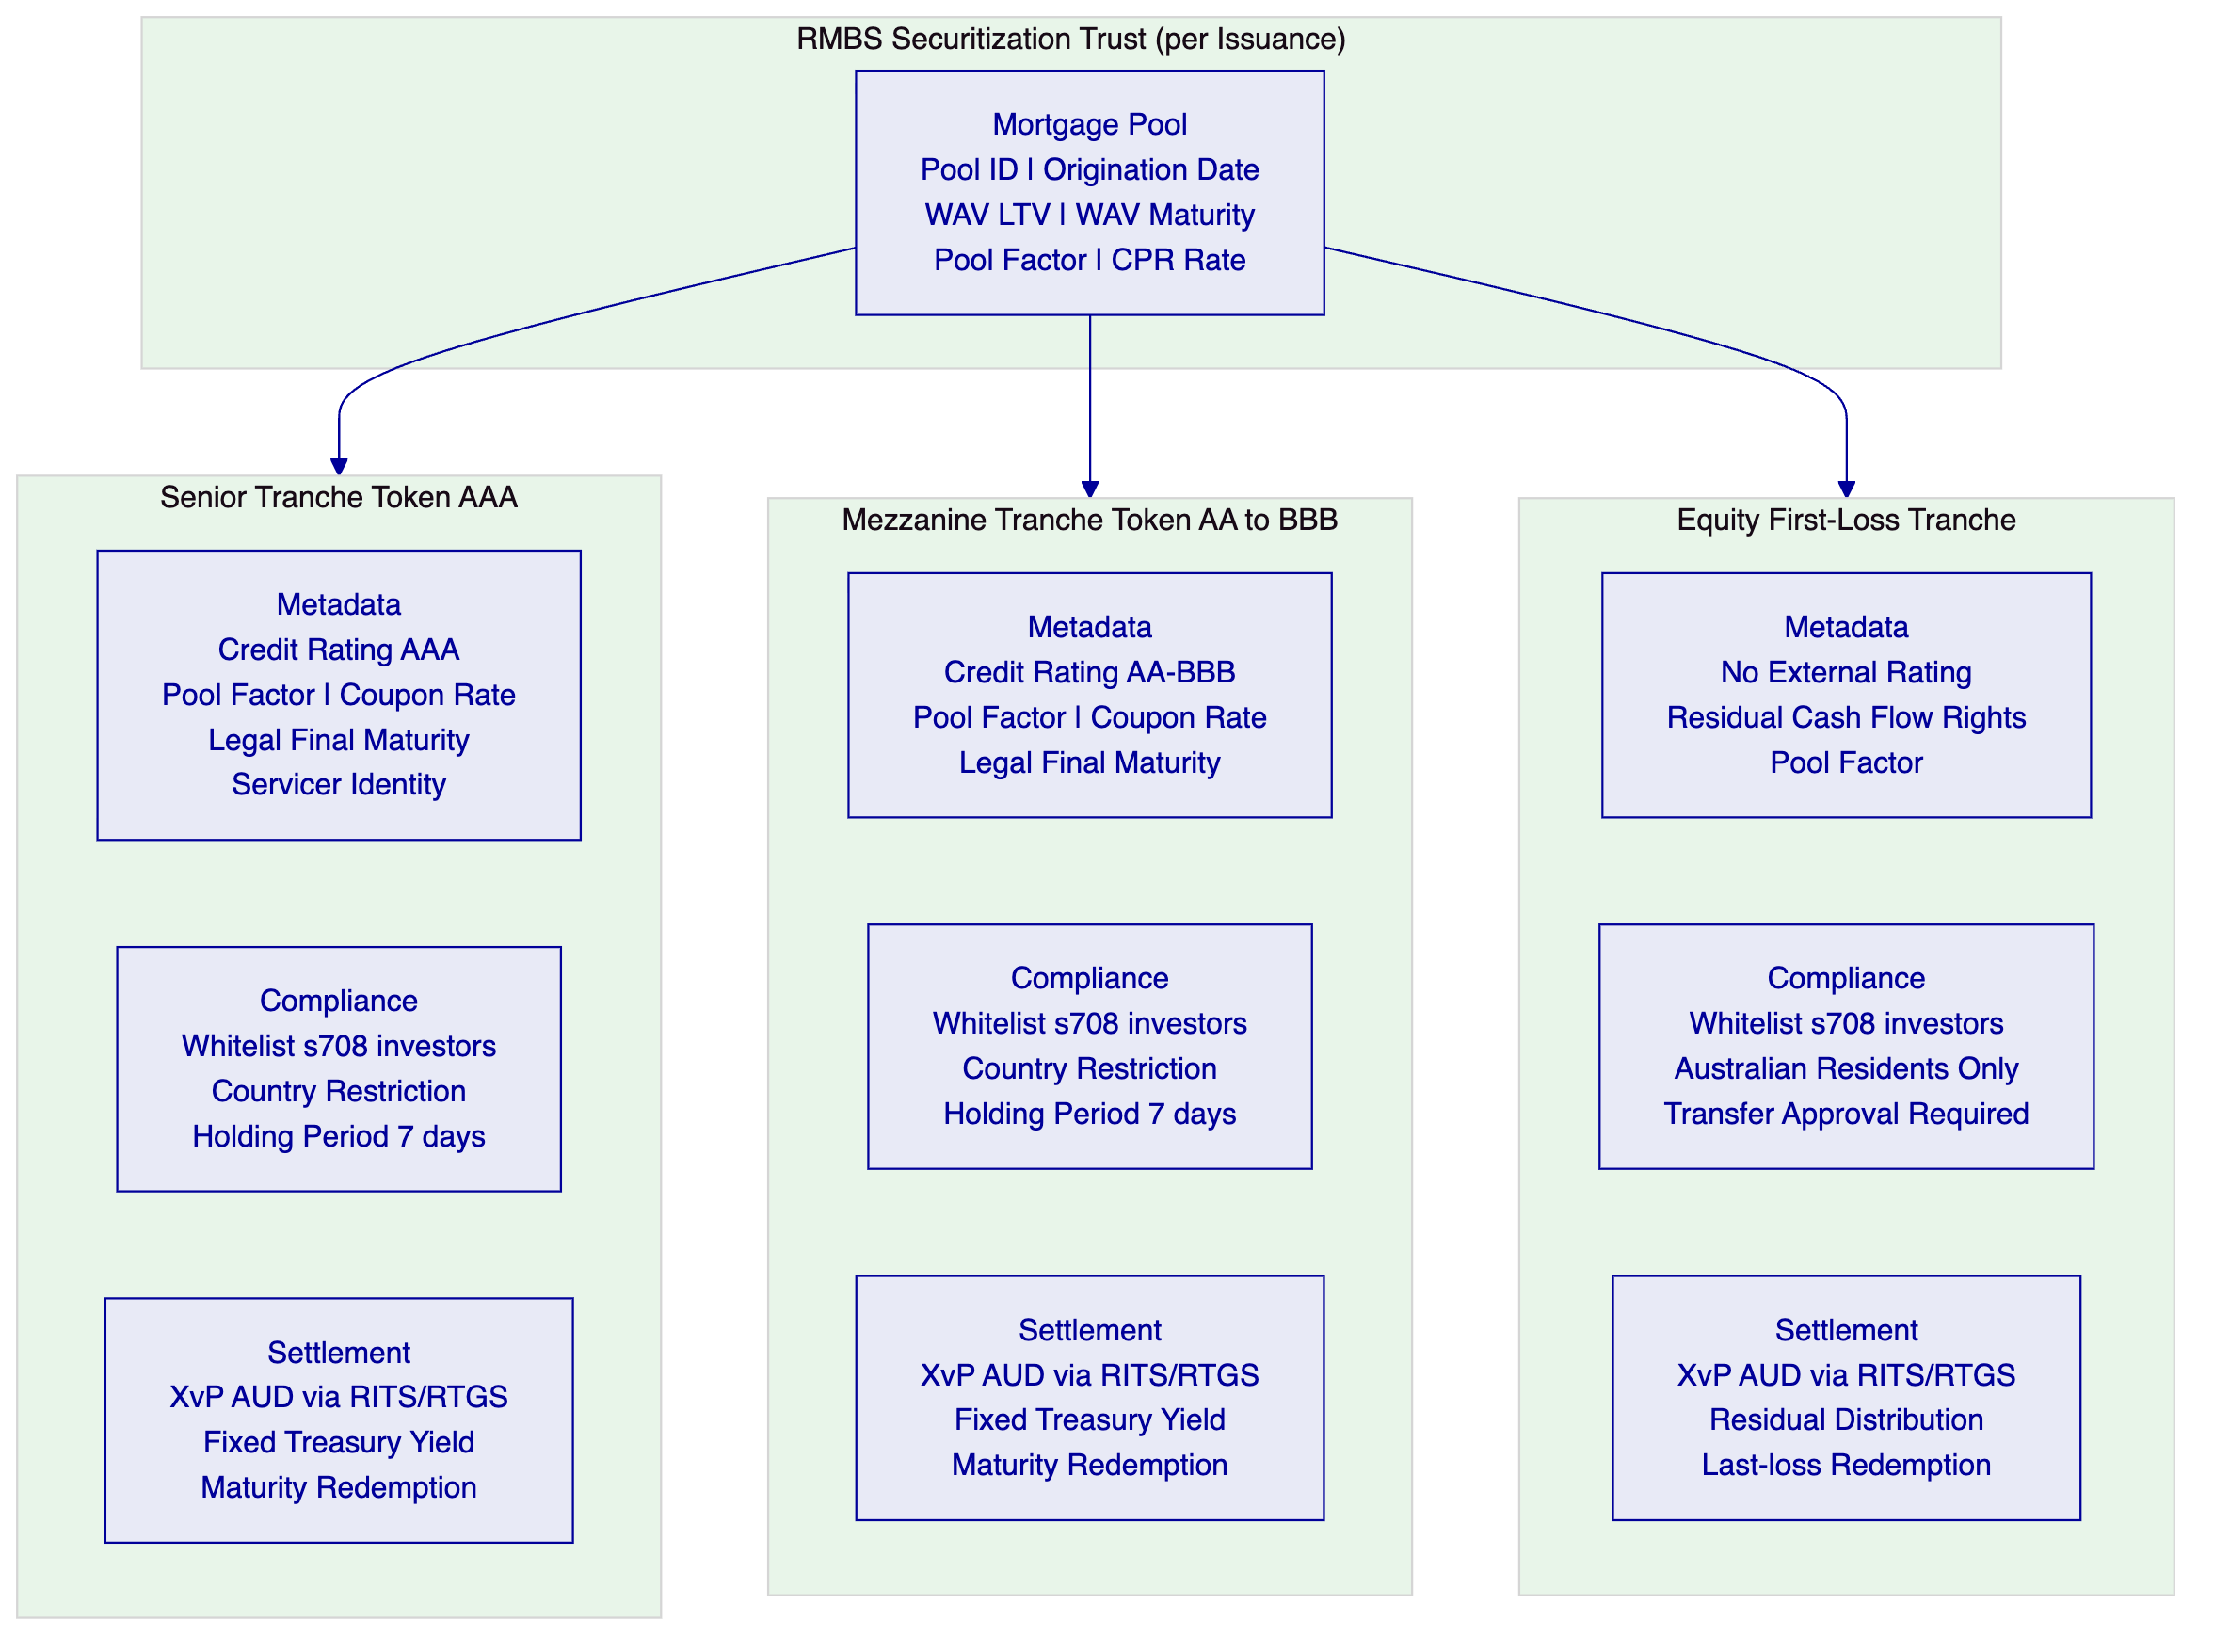 RMBS Securitization Trust (per Issuance)
Mortgage Pool
Pool ID | Origination Date
WAV LTV | WAV Maturity
Pool Factor | CPR Rate
Senior Tranche Token AAA
Metadata
Credit Rating AAA
Pool Factor | Coupon Rate
Legal Final Maturity
Servicer Identity
Compliance
Whitelist s708 investors
Country Restriction
Holding Period 7 days
Settlement
XvP AUD via RITS/RTGS
Fixed Treasury Yield
Maturity Redemption
Mezzanine Tranche Token AA to BBB
Metadata
Credit Rating AA-BBB
Pool Factor | Coupon Rate
Legal Final Maturity
Compliance
Whitelist s708 investors
Country Restriction
Holding Period 7 days
Settlement
XvP AUD via RITS/RTGS
Fixed Treasury Yield
Maturity Redemption
Equity First-Loss Tranche
Metadata
No External Rating
Residual Cash Flow Rights
Pool Factor
Compliance
Whitelist s708 investors
Australian Residents Only
Transfer Approval Required
Settlement
XvP AUD via RITS/RTGS
Residual Distribution
Last-loss Redemption